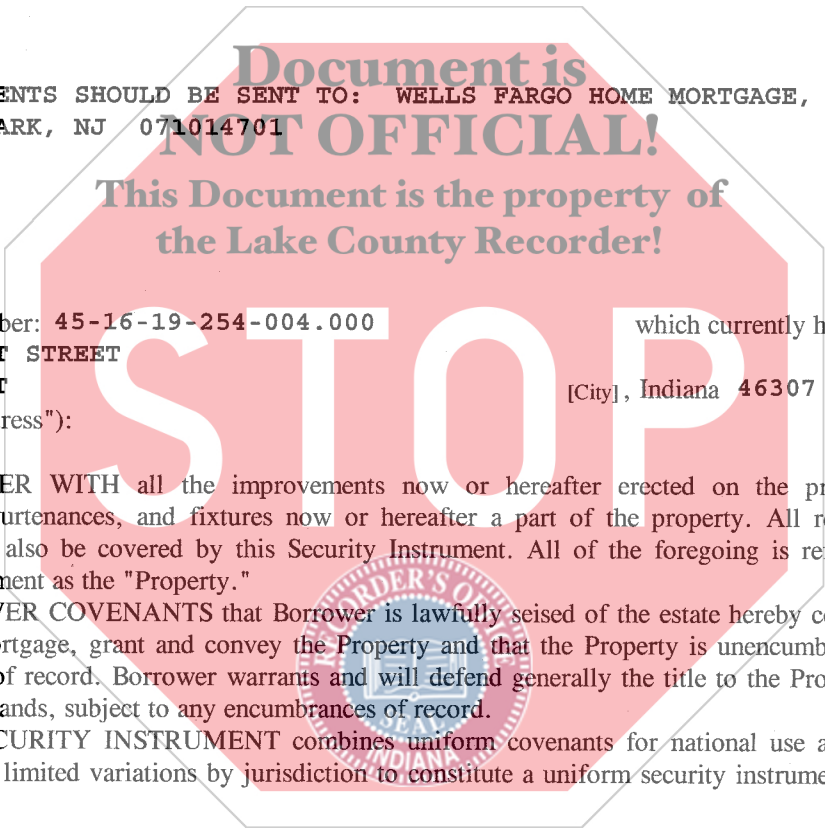 Document is
ENTS SHOULD BE SENT TO: WELLS FARGO HOME MORTGAGE,
ARK, NJ 071014701
NOT OFFICIAL!
This Document is the property of
the Lake County Recorder!
ber: 45-16-19-254-004.000 which currently h
T STREET
T [City], Indiana 46307
ress"):
STOP
ER WITH all the improvements now or hereafter erected on the pr
urtenances, and fixtures now or hereafter a part of the property. All r
also be covered by this Security Instrument. All of the foregoing is re
ment as the "Property."
VER COVENANTS that Borrower is lawfully seised of the estate hereby c
ortgage, grant and convey the Property and that the Property is unencumb
of record. Borrower warrants and will defend generally the title to the Pro
ands, subject to any encumbrances of record.
CURITY INSTRUMENT combines uniform covenants for national use a
limited variations by jurisdiction to constitute a uniform security instrume
RECORDER'S OFFICE
SEAL
INDIANA